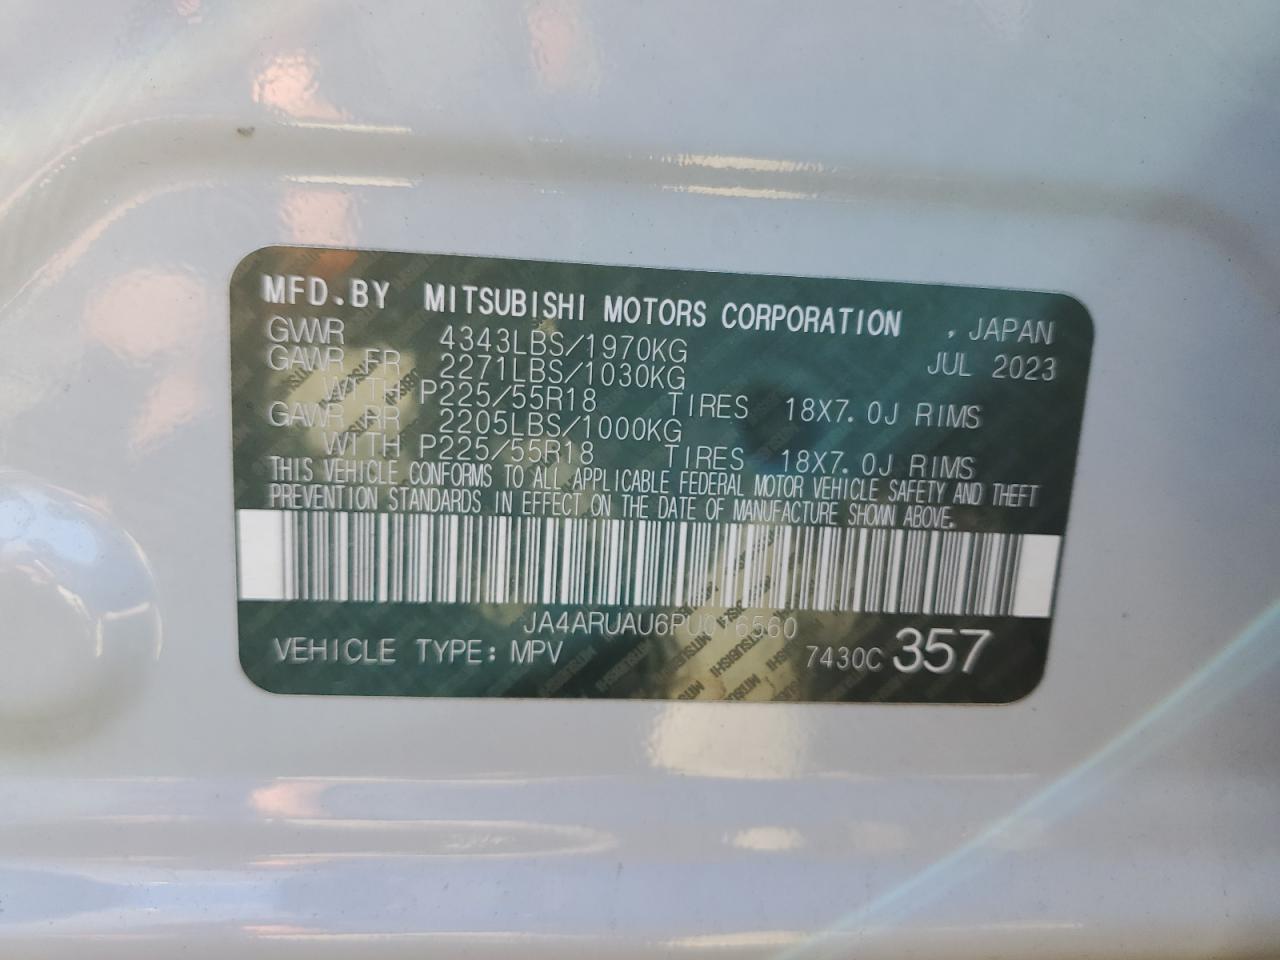 MFD.BY MITSUBISHI MOTORS CORPORATION , JAPAN
GVWR 4343LBS/1970KG JUL 2023
GAWR FR 2271LBS/1030KG
WITH P225/55R18 TIRES 18X7.0J RIMS
GAWR RR 2205LBS/1000KG
WITH P225/55R18 TIRES 18X7.0J RIMS
THIS VEHICLE CONFORMS TO ALL APPLICABLE FEDERAL MOTOR VEHICLE SAFETY AND THEFT
PREVENTION STANDARDS IN EFFECT ON THE DATE OF MANUFACTURE SHOWN ABOVE.
VEHICLE TYPE: MPV 7430C 357